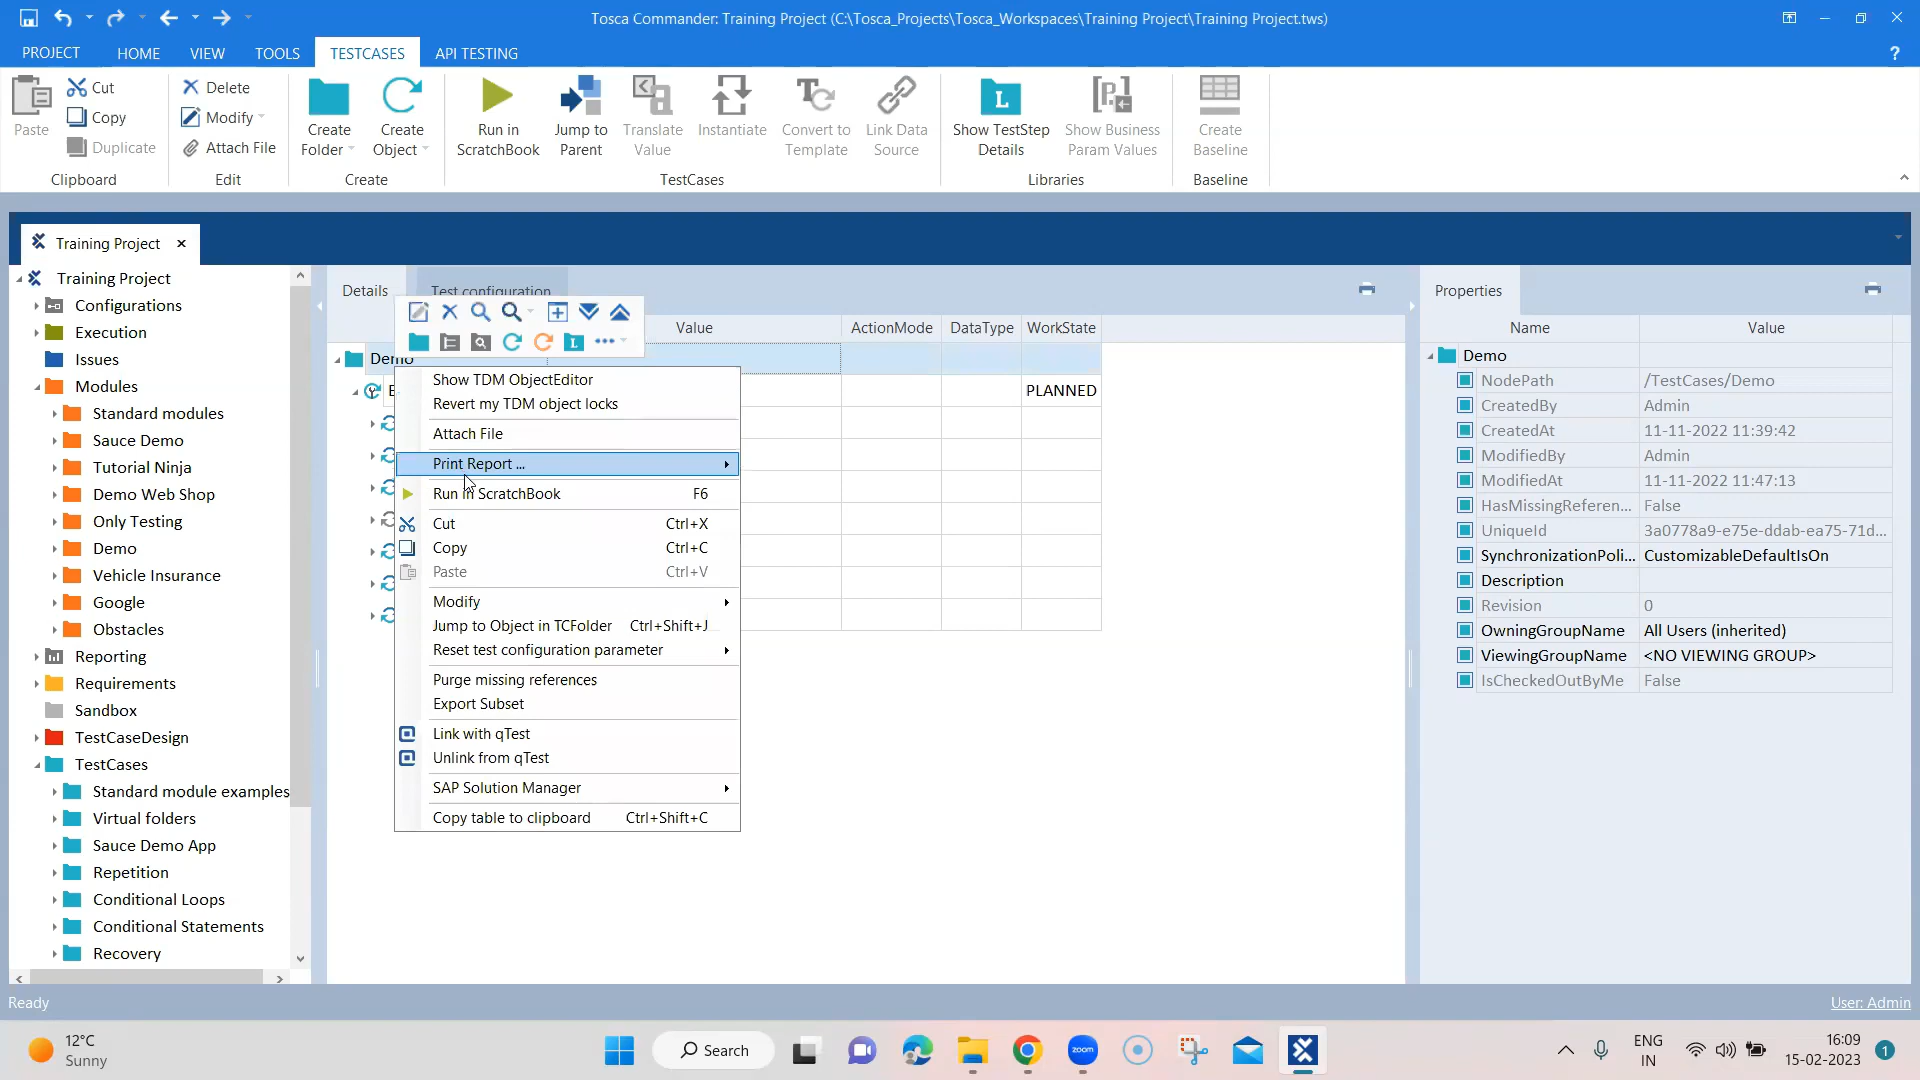 Tosca Commander: Training Project (C:\Tosca_Projects\Tosca_Workspaces\Training Project\Training Project.tws)
PROJECT HOME VIEW TOOLS TESTCASES API TESTING ?
Paste
Cut
Copy
Duplicate
Clipboard
Delete
Modify
Attach File
Edit
Create Folder
Create Object
Create
Run in ScratchBook
Jump to Parent
Translate Value
Instantiate
Convert to Template
Link Data Source
TestCases
Show TestStep Details
Show Business Param Values
Libraries
Create Baseline
Baseline
Training Project
Training Project
Configurations
Execution
Issues
Modules
Standard modules
Sauce Demo
Tutorial Ninja
Demo Web Shop
Only Testing
Demo
Vehicle Insurance
Google
Obstacles
Reporting
Requirements
Sandbox
TestCaseDesign
TestCases
Standard module examples
Virtual folders
Sauce Demo App
Repetition
Conditional Loops
Conditional Statements
Recovery
Details Test configuration
Value ActionMode DataType WorkState
Demo
PLANNED
Show TDM ObjectEditor
Revert my TDM object locks
Attach File
Print Report ...
Run in ScratchBook F6
Cut Ctrl+X
Copy Ctrl+C
Paste Ctrl+V
Modify
Jump to Object in TCFolder Ctrl+Shift+J
Reset test configuration parameter
Purge missing references
Export Subset
Link with qTest
Unlink from qTest
SAP Solution Manager
Copy table to clipboard Ctrl+Shift+C
Properties
Name Value
Demo
NodePath /TestCases/Demo
CreatedBy Admin
CreatedAt 11-11-2022 11:39:42
ModifiedBy Admin
ModifiedAt 11-11-2022 11:47:13
HasMissingReferen... False
UniqueId 3a0778a9-e75e-ddab-ea75-71d...
SynchronizationPoli... CustomizableDefaultIsOn
Description
Revision 0
OwningGroupName All Users (inherited)
ViewingGroupName <NO VIEWING GROUP>
IsCheckedOutByMe False
Ready
User: Admin
12°C
Sunny
Search
zoom
ENG
IN
16:09
15-02-2023
1